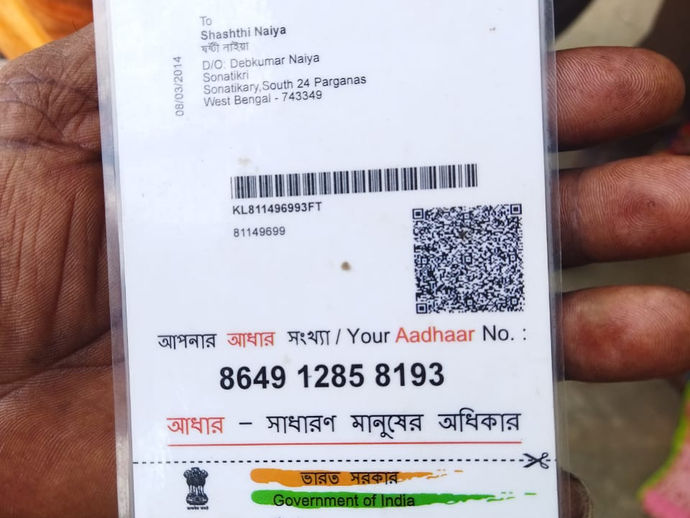 To
Shashthi Naiya
ষষ্ঠী নাইয়া
D/O: Debkumar Naiya
Sonatikri
Sonatikary,South 24 Parganas
West Bengal - 743349
08/03/2014
KL811496993FT
81149699
আপনার আধার সংখ্যা / Your Aadhaar No. :
8649 1285 8193
আধার – সাধারণ মানুষের অধিকার
ভারত সরকার
Government of India